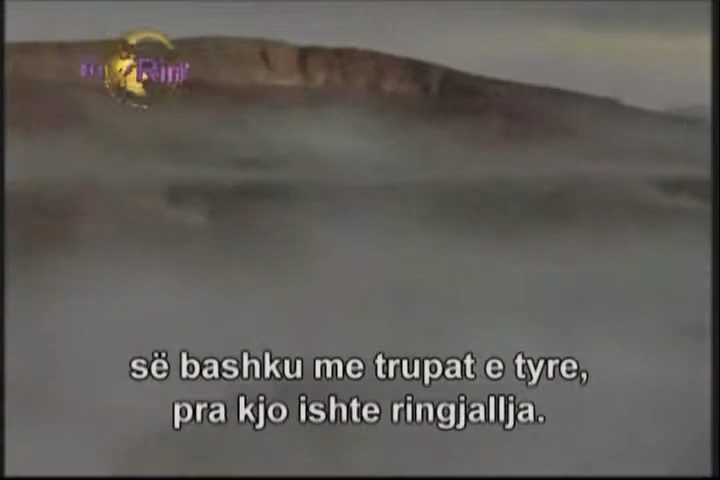 së bashku me trupat e tyre,
pra kjo ishte ringjallja.